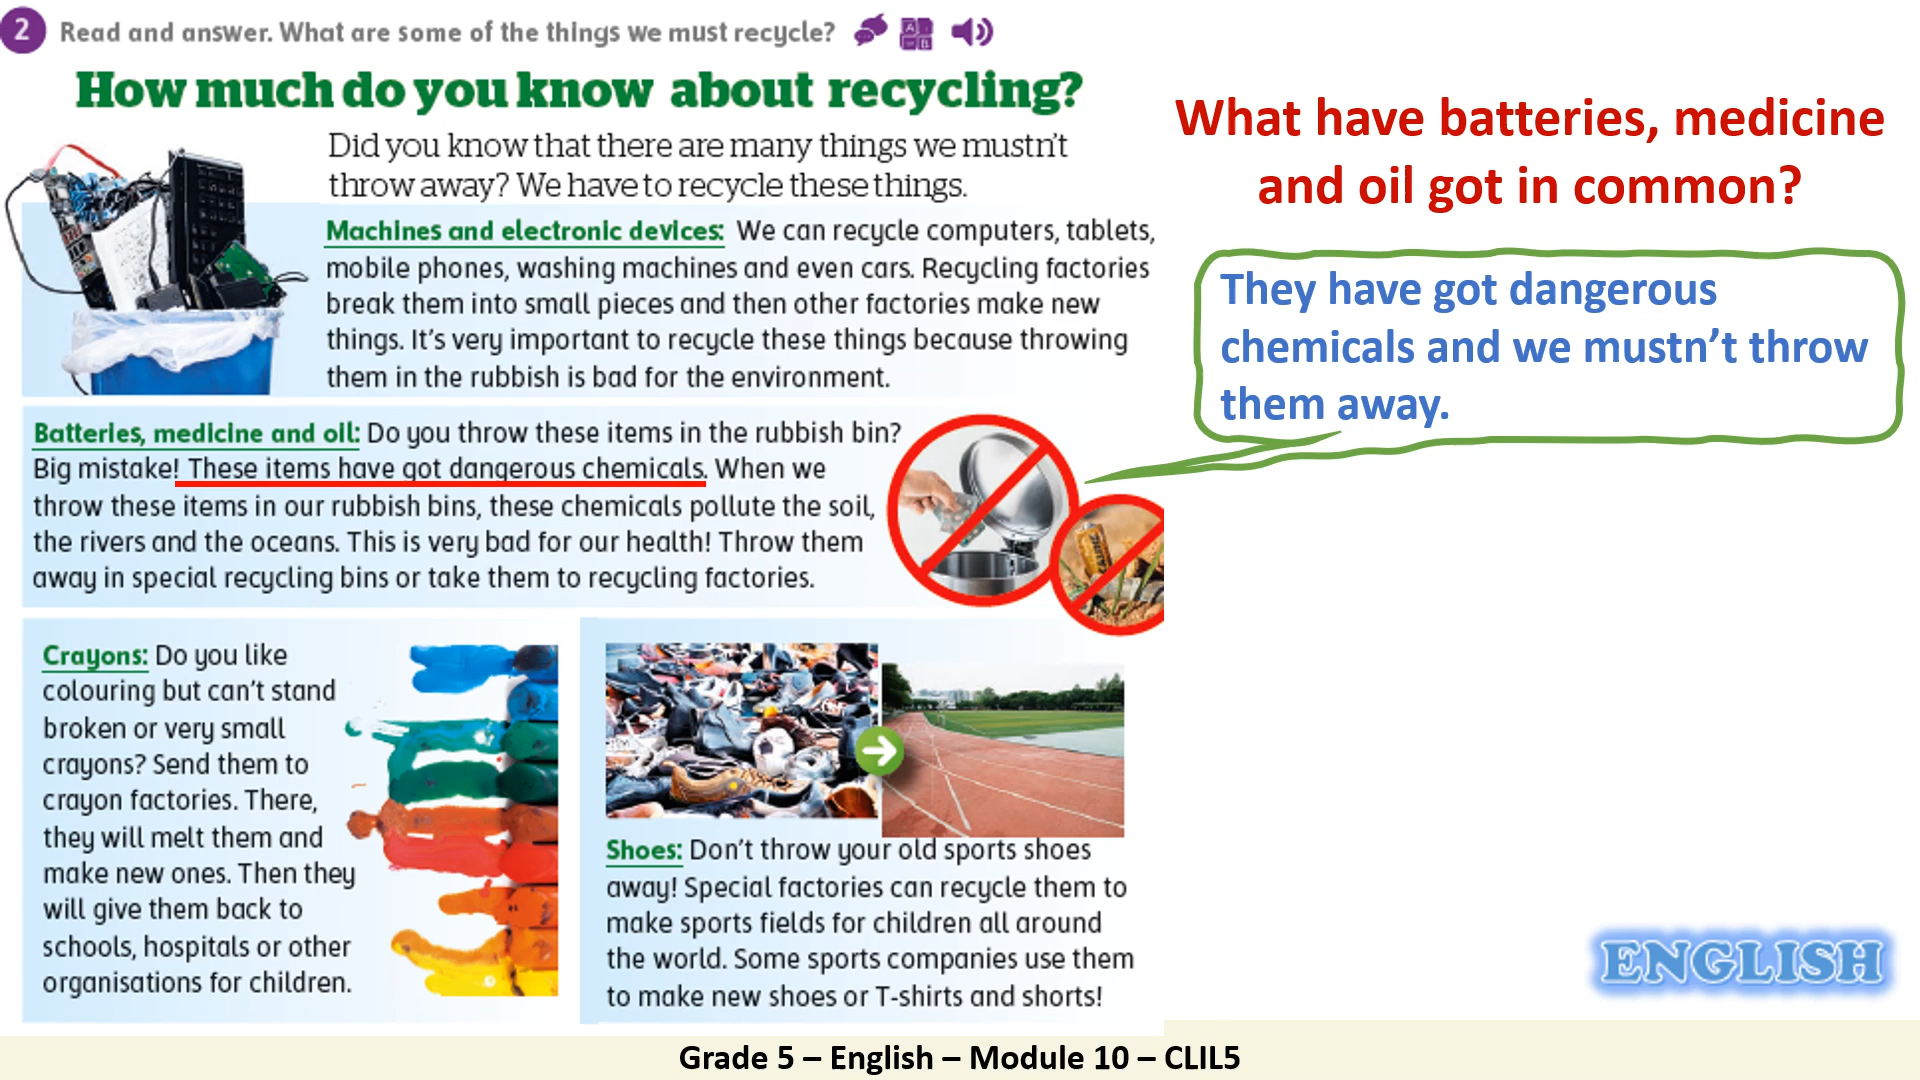 2 Read and answer. What are some of the things we must recycle?
How much do you know about recycling?
Did you know that there are many things we mustn't
throw away? We have to recycle these things.
Machines and electronic devices: We can recycle computers, tablets,
mobile phones, washing machines and even cars. Recycling factories
break them into small pieces and then other factories make new
things. It's very important to recycle these things because throwing
them in the rubbish is bad for the environment.
Batteries, medicine and oil: Do you throw these items in the rubbish bin?
Big mistake! These items have got dangerous chemicals. When we
throw these items in our rubbish bins, these chemicals pollute the soil,
the rivers and the oceans. This is very bad for our health! Throw them
away in special recycling bins or take them to recycling factories.
Crayons: Do you like
colouring but can't stand
broken or very small
crayons? Send them to
crayon factories. There,
they will melt them and
make new ones. Then they
will give them back to
schools, hospitals or other
organisations for children.
Shoes: Don't throw your old sports shoes
away! Special factories can recycle them to
make sports fields for children all around
the world. Some sports companies use them
to make new shoes or T-shirts and shorts!
What have batteries, medicine
and oil got in common?
They have got dangerous
chemicals and we mustn't throw
them away.
ENGLISH
Grade 5 – English – Module 10 – CLIL5